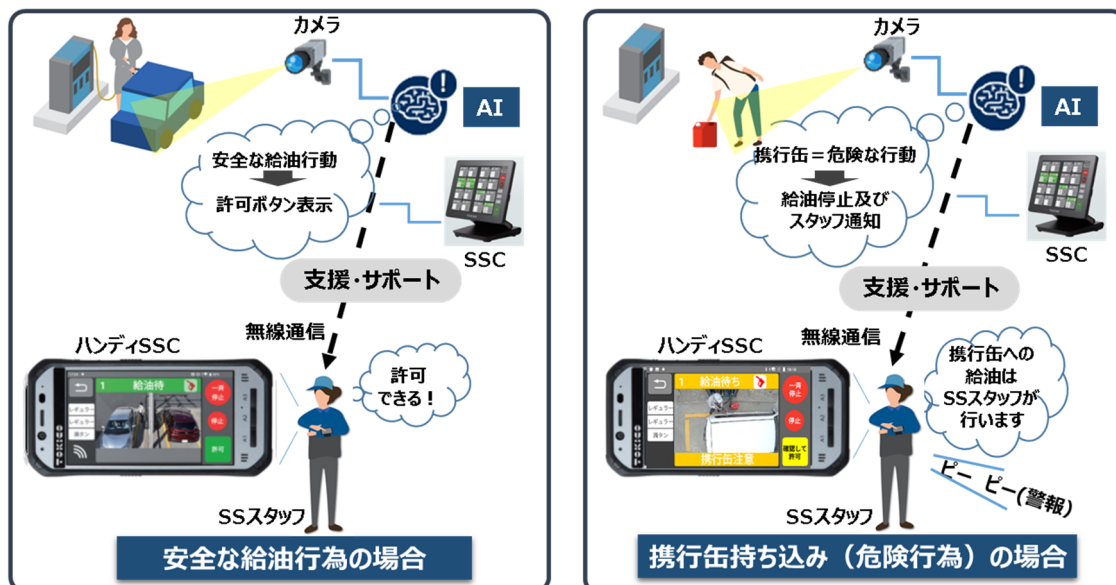 カメラ
AI
安全な給油行動
許可ボタン表示
SSC
支援・サポート
無線通信
ハンディSSC
1 給油待
レギュラー
レギュラー
満タン
一斉
停止
停止
許可
許可
できる!
SSスタッフ
安全な給油行為の場合
カメラ
AI
携行缶=危険な行動
給油停止及び
スタッフ通知
SSC
支援・サポート
無線通信
ハンディSSC
1 給油待ち
レギュラー
レギュラー
満タン
一斉
停止
停止
確認して
許可
携行缶注意
携行缶への
給油は
SSスタッフが
行います
ピー ピー(警報)
SSスタッフ
携行缶持ち込み(危険行為)の場合